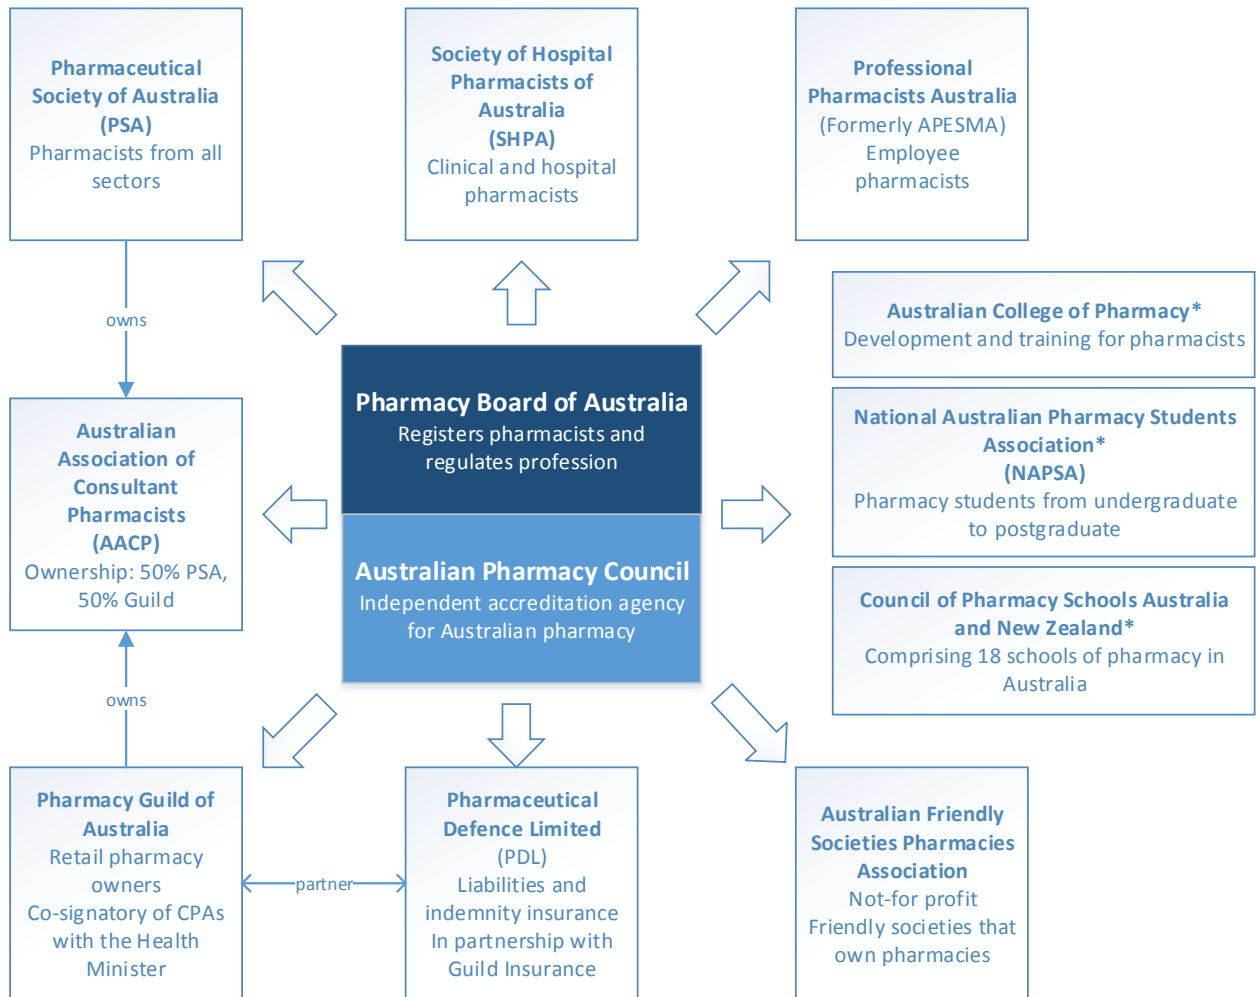 Pharmaceutical
Society of Australia
(PSA)
Pharmacists from all
sectors
Society of Hospital
Pharmacists of
Australia
(SHPA)
Clinical and hospital
pharmacists
Professional
Pharmacists Australia
(Formerly APESMA)
Employee
pharmacists
owns
Australian College of Pharmacy*
Development and training for pharmacists
Pharmacy Board of Australia
Registers pharmacists and
regulates profession
National Australian Pharmacy Students
Association*
(NAPSA)
Pharmacy students from undergraduate
to postgraduate
Australian
Association of
Consultant
Pharmacists
(AACP)
Ownership: 50% PSA,
50% Guild
Australian Pharmacy Council
Independent accreditation agency
for Australian pharmacy
Council of Pharmacy Schools Australia
and New Zealand*
Comprising 18 schools of pharmacy in
Australia
owns
Pharmacy Guild of
Australia
Retail pharmacy
owners
Co-signatory of CPAs
with the Health
Minister
partner
Pharmaceutical
Defence Limited
(PDL)
Liabilities and
indemnity insurance
In partnership with
Guild Insurance
Australian Friendly
Societies Pharmacies
Association
Not-for profit
Friendly societies that
own pharmacies